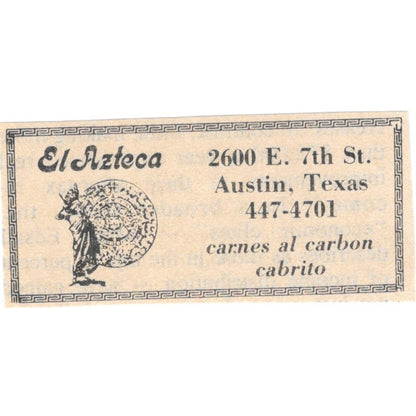 El Azteca
2600 E. 7th St.
Austin, Texas
447-4701
carnes al carbon
cabrito